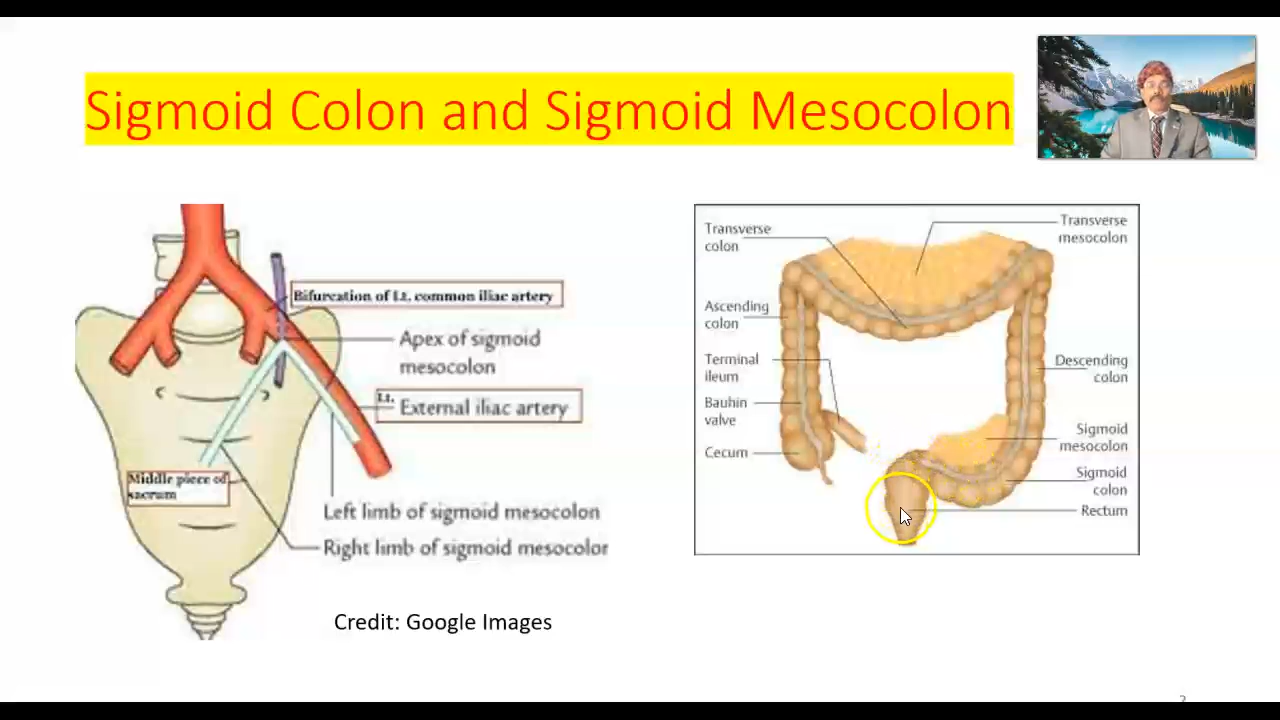 Sigmoid Colon and Sigmoid Mesocolon
Bifurcation of Lt. common iliac artery
Apex of sigmoid
mesocolon
Lt.
External iliac artery
Middle piece of
sacrum
Left limb of sigmoid mesocolon
Right limb of sigmoid mesocolor
Credit: Google Images
Transverse
colon
Transverse
mesocolon
Ascending
colon
Terminal
ileum
Bauhin
valve
Cecum
Descending
colon
Sigmoid
mesocolon
Sigmoid
colon
Rectum